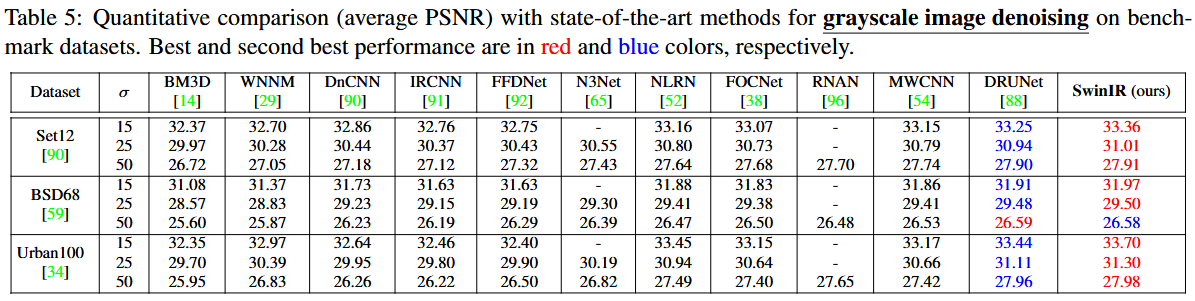 Table 5: Quantitative comparison (average PSNR) with state-of-the-art methods for grayscale image denoising on bench-
mark datasets. Best and second best performance are in red and blue colors, respectively.
Dataset σ BM3D [14] WNNM [29] DnCNN [90] IRCNN [91] FFDNet [92] N3Net [65] NLRN [52] FOCNet [38] RNAN [96] MWCNN [54] DRUNet [88] SwinIR (ours)
Set12 [90]
15 32.37 32.70 32.86 32.76 32.75 - 33.16 33.07 - 33.15 33.25 33.36
25 29.97 30.28 30.44 30.37 30.43 30.55 30.80 30.73 - 30.79 30.94 31.01
50 26.72 27.05 27.18 27.12 27.32 27.43 27.64 27.68 27.70 27.74 27.90 27.91
BSD68 [59]
15 31.08 31.37 31.73 31.63 31.63 - 31.88 31.83 - 31.86 31.91 31.97
25 28.57 28.83 29.23 29.15 29.19 29.30 29.41 29.38 - 29.41 29.48 29.50
50 25.60 25.87 26.23 26.19 26.29 26.39 26.47 26.50 26.48 26.53 26.59 26.58
Urban100 [34]
15 32.35 32.97 32.64 32.46 32.40 - 33.45 33.15 - 33.17 33.44 33.70
25 29.70 30.39 29.95 29.80 29.90 30.19 30.94 30.64 - 30.66 31.11 31.30
50 25.95 26.83 26.26 26.22 26.50 26.82 27.49 27.40 27.65 27.42 27.96 27.98